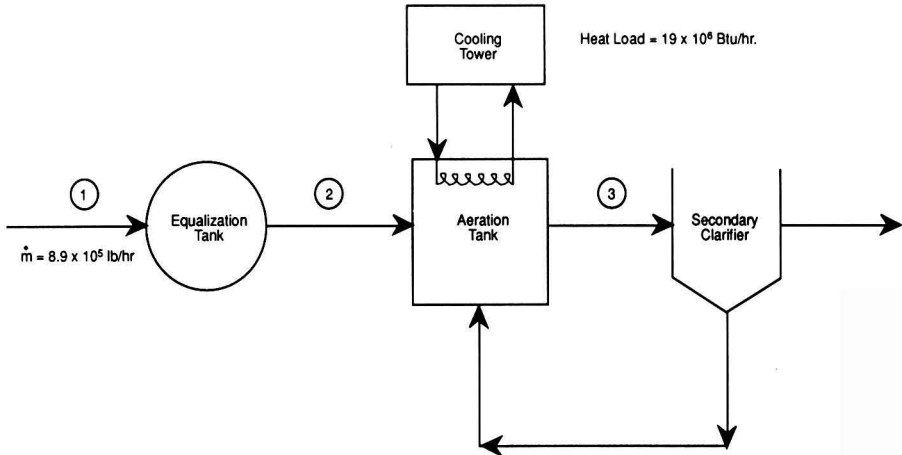 Cooling
Tower
Heat Load = 19 x 10⁶ Btu/hr.
1
2
3
Equalization
Tank
Aeration
Tank
Secondary
Clarifier
ṁ = 8.9 x 10⁵ lb/hr